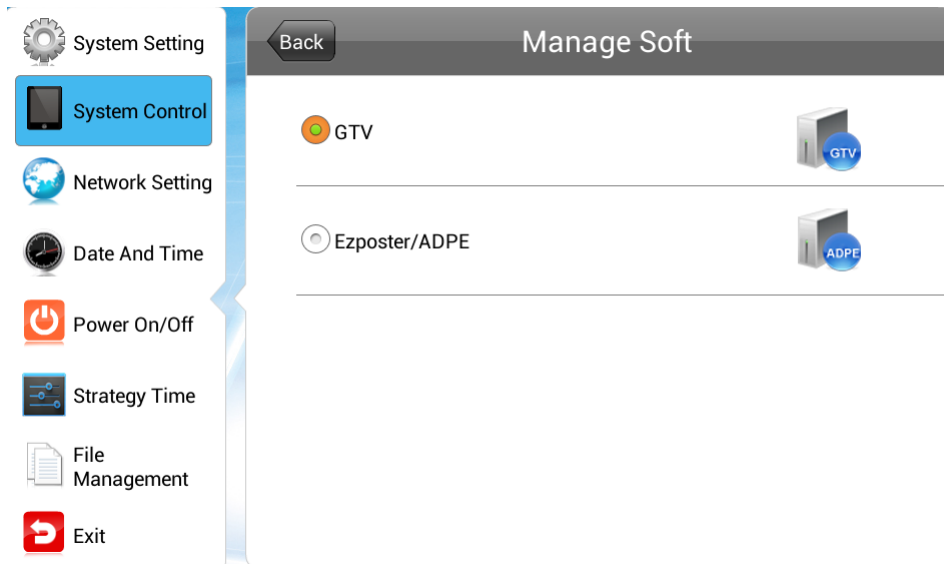 System Setting
System Control
Network Setting
Date And Time
Power On/Off
Strategy Time
File
Management
Exit
Back
Manage Soft
GTV
GTV
Ezposter/ADPE
ADPE